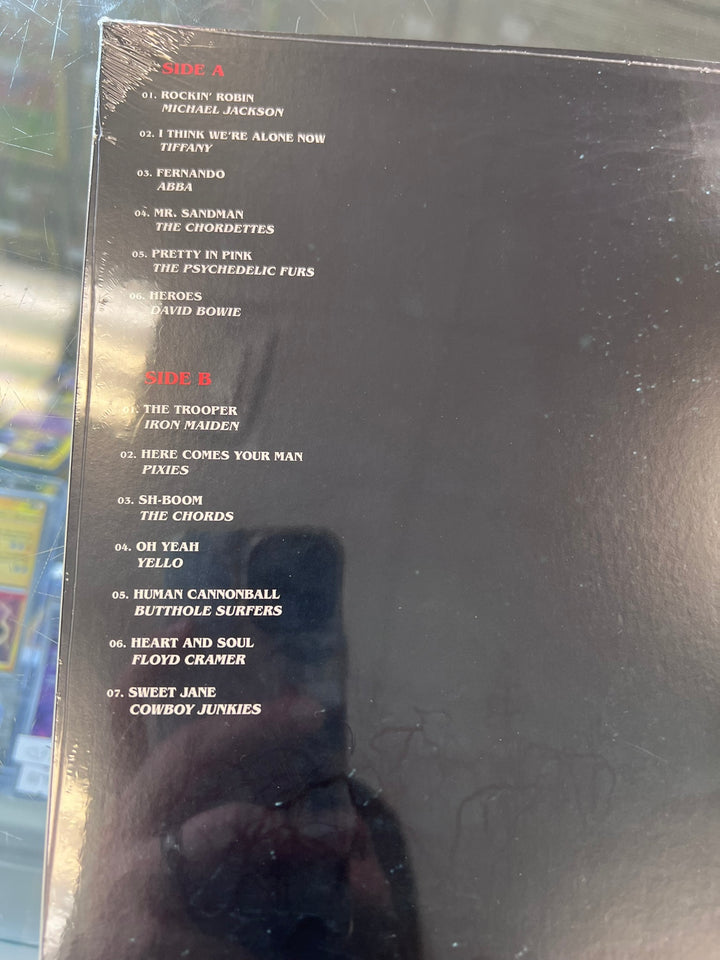 SIDE A
01. ROCKIN' ROBIN
MICHAEL JACKSON
02. I THINK WE'RE ALONE NOW
TIFFANY
03. FERNANDO
ABBA
04. MR. SANDMAN
THE CHORDETTES
05. PRETTY IN PINK
THE PSYCHEDELIC FURS
06. HEROES
DAVID BOWIE
SIDE B
01. THE TROOPER
IRON MAIDEN
02. HERE COMES YOUR MAN
PIXIES
03. SH-BOOM
THE CHORDS
04. OH YEAH
YELLO
05. HUMAN CANNONBALL
BUTTHOLE SURFERS
06. HEART AND SOUL
FLOYD CRAMER
07. SWEET JANE
COWBOY JUNKIES